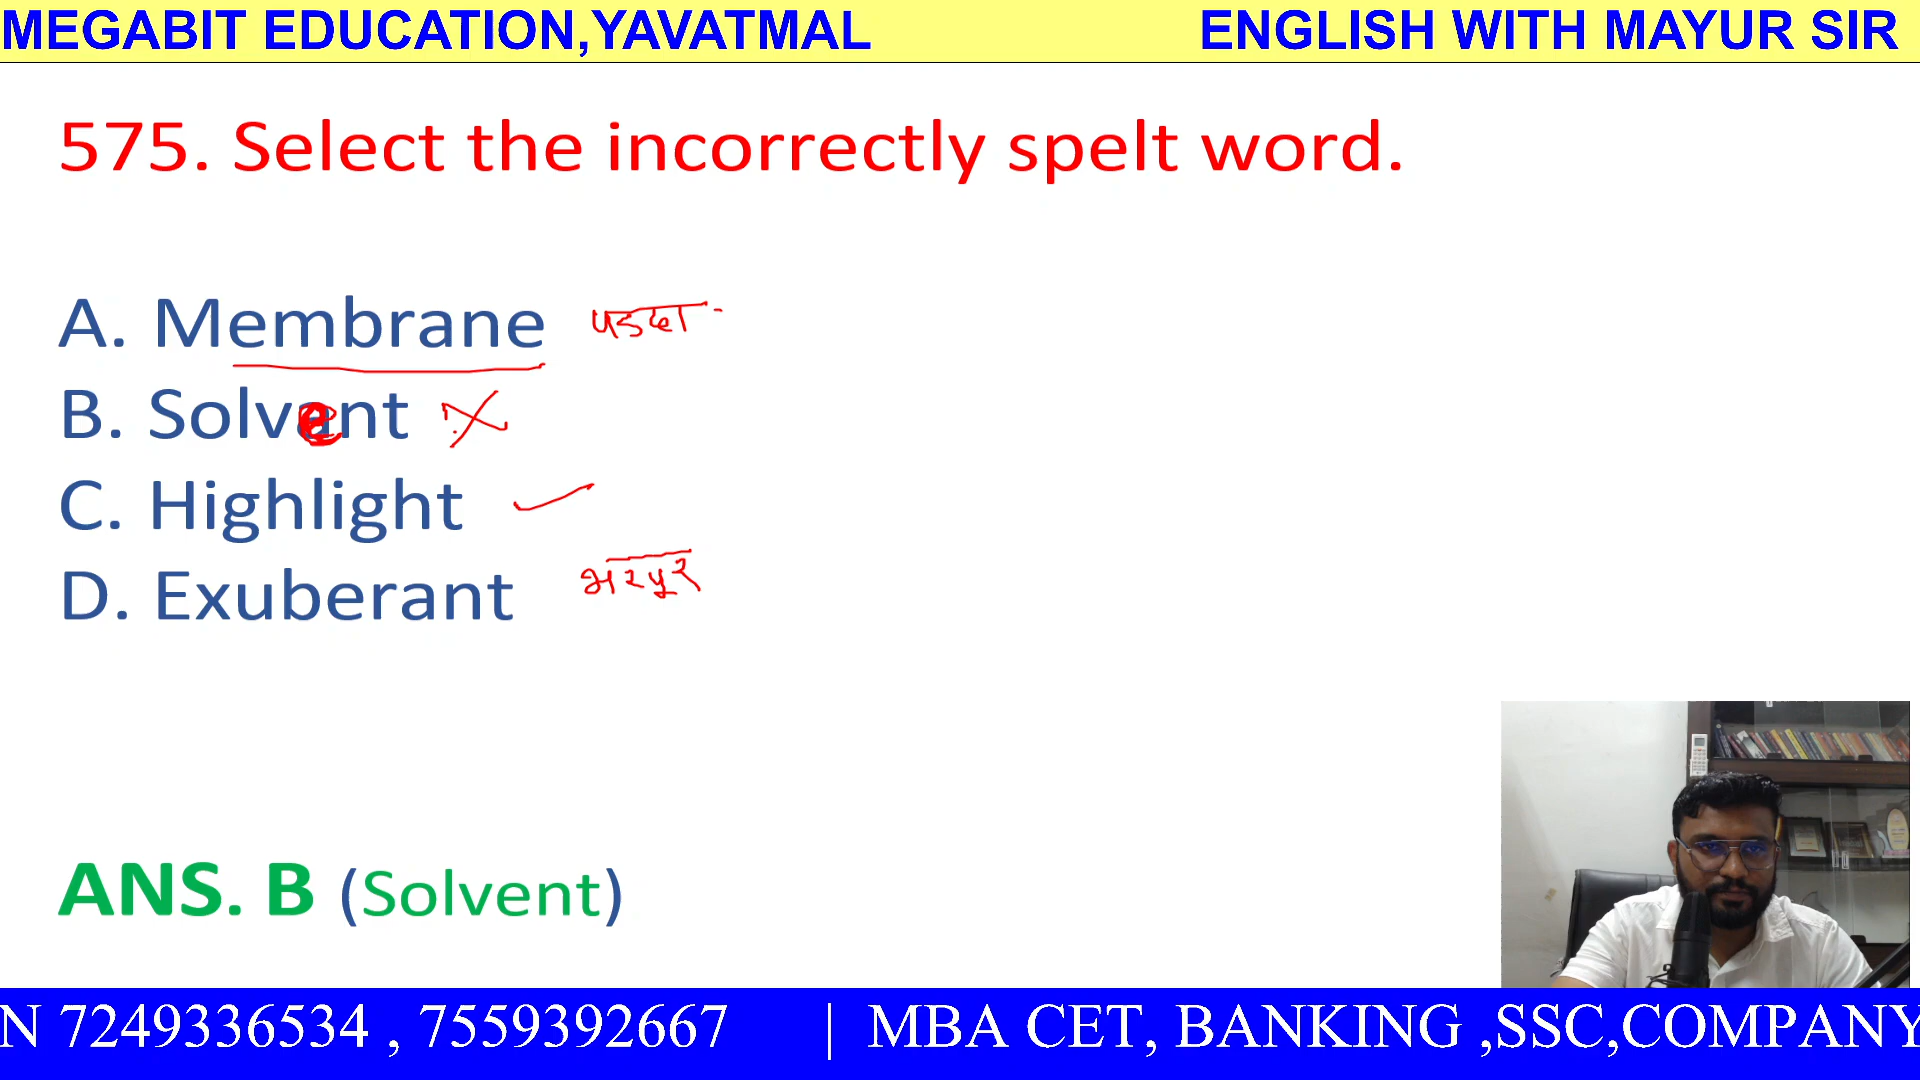 MEGABIT EDUCATION,YAVATMAL ENGLISH WITH MAYUR SIR
575. Select the incorrectly spelt word.
A. Membrane पडदा
B. Solvent
C. Highlight
D. Exuberant भरपुर
ANS. B (Solvent)
N 7249336534 , 7559392667 | MBA CET, BANKING ,SSC,COMPANY